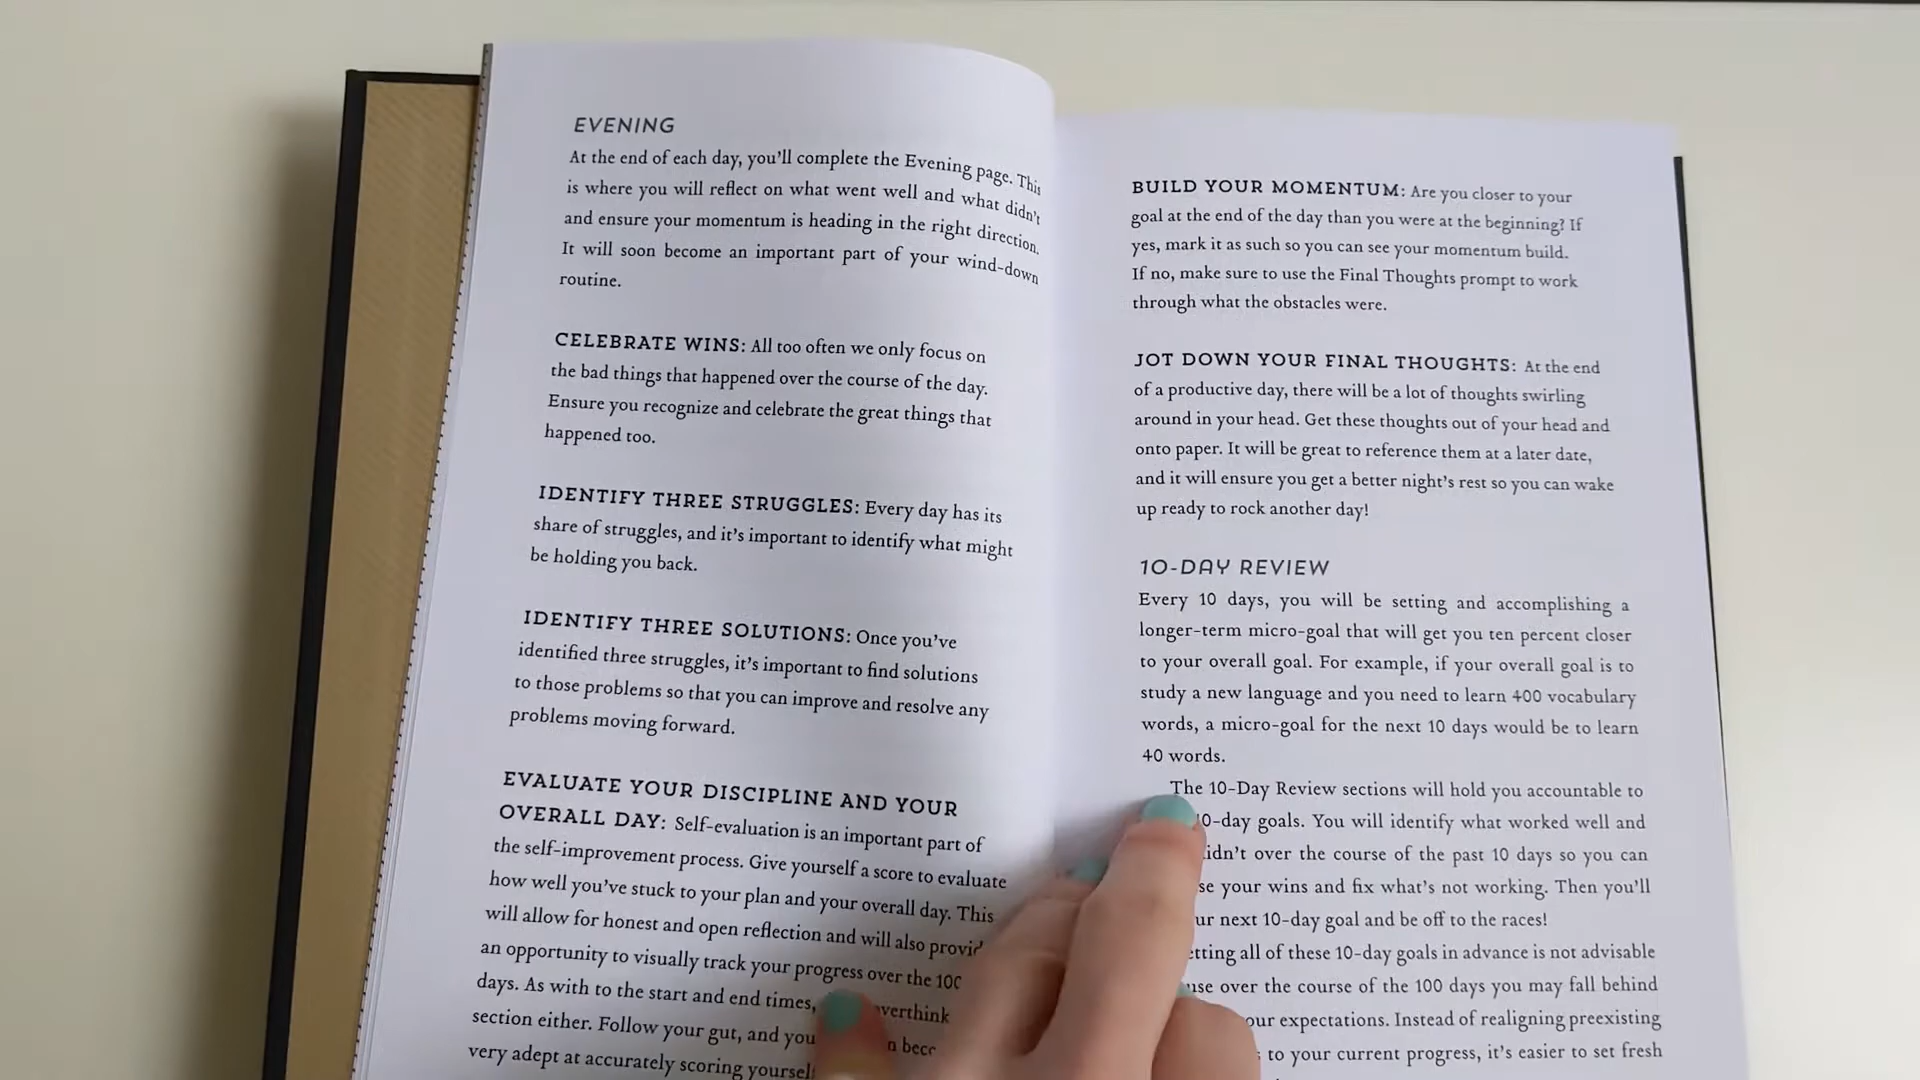 EVENING
At the end of each day, you'll complete the Evening page. This
is where you will reflect on what went well and what didn't
and ensure your momentum is heading in the right direction.
It will soon become an important part of your wind-down
routine.
CELEBRATE WINS: All too often we only focus on
the bad things that happened over the course of the day.
Ensure you recognize and celebrate the great things that
happened too.
IDENTIFY THREE STRUGGLES: Every day has its
share of struggles, and it's important to identify what might
be holding you back.
IDENTIFY THREE SOLUTIONS: Once you've
identified three struggles, it's important to find solutions
to those problems so that you can improve and resolve any
problems moving forward.
EVALUATE YOUR DISCIPLINE AND YOUR
OVERALL DAY: Self-evaluation is an important part of
the self-improvement process. Give yourself a score to evaluate
how well you've stuck to your plan and your overall day. This
will allow for honest and open reflection and will also
an opportunity to visually track your progress over the 100
days. As with to the start and end times, overthink
section either. Follow your gut, and
very adept at accurately scoring
BUILD YOUR MOMENTUM: Are you closer to your
goal at the end of the day than you were at the beginning? If
yes, mark it as such so you can see your momentum build.
If no, make sure to use the Final Thoughts prompt to work
through what the obstacles were.
JOT DOWN YOUR FINAL THOUGHTS: At the end
of a productive day, there will be a lot of thoughts swirling
around in your head. Get these thoughts out of your head and
onto paper. It will be great to reference them at a later date,
and it will ensure you get a better night's rest so you can wake
up ready to rock another day!
10-DAY REVIEW
Every 10 days, you will be setting and accomplishing a
longer-term micro-goal that will get you ten percent closer
to your overall goal. For example, if your overall goal is to
study a new language and you need to learn 400 vocabulary
words, a micro-goal for the next 10 days would be to learn
40 words.
The 10-Day Review sections will hold you accountable to
10-day goals. You will identify what worked well and
over the course of the past 10 days so you can
your wins and fix what's not working. Then you'll
next 10-day goal and be off to the races!
all of these 10-day goals in advance is not advisable
over the course of the 100 days you may fall behind
expectations. Instead of realigning preexisting
to your current progress, it's easier to set fresh